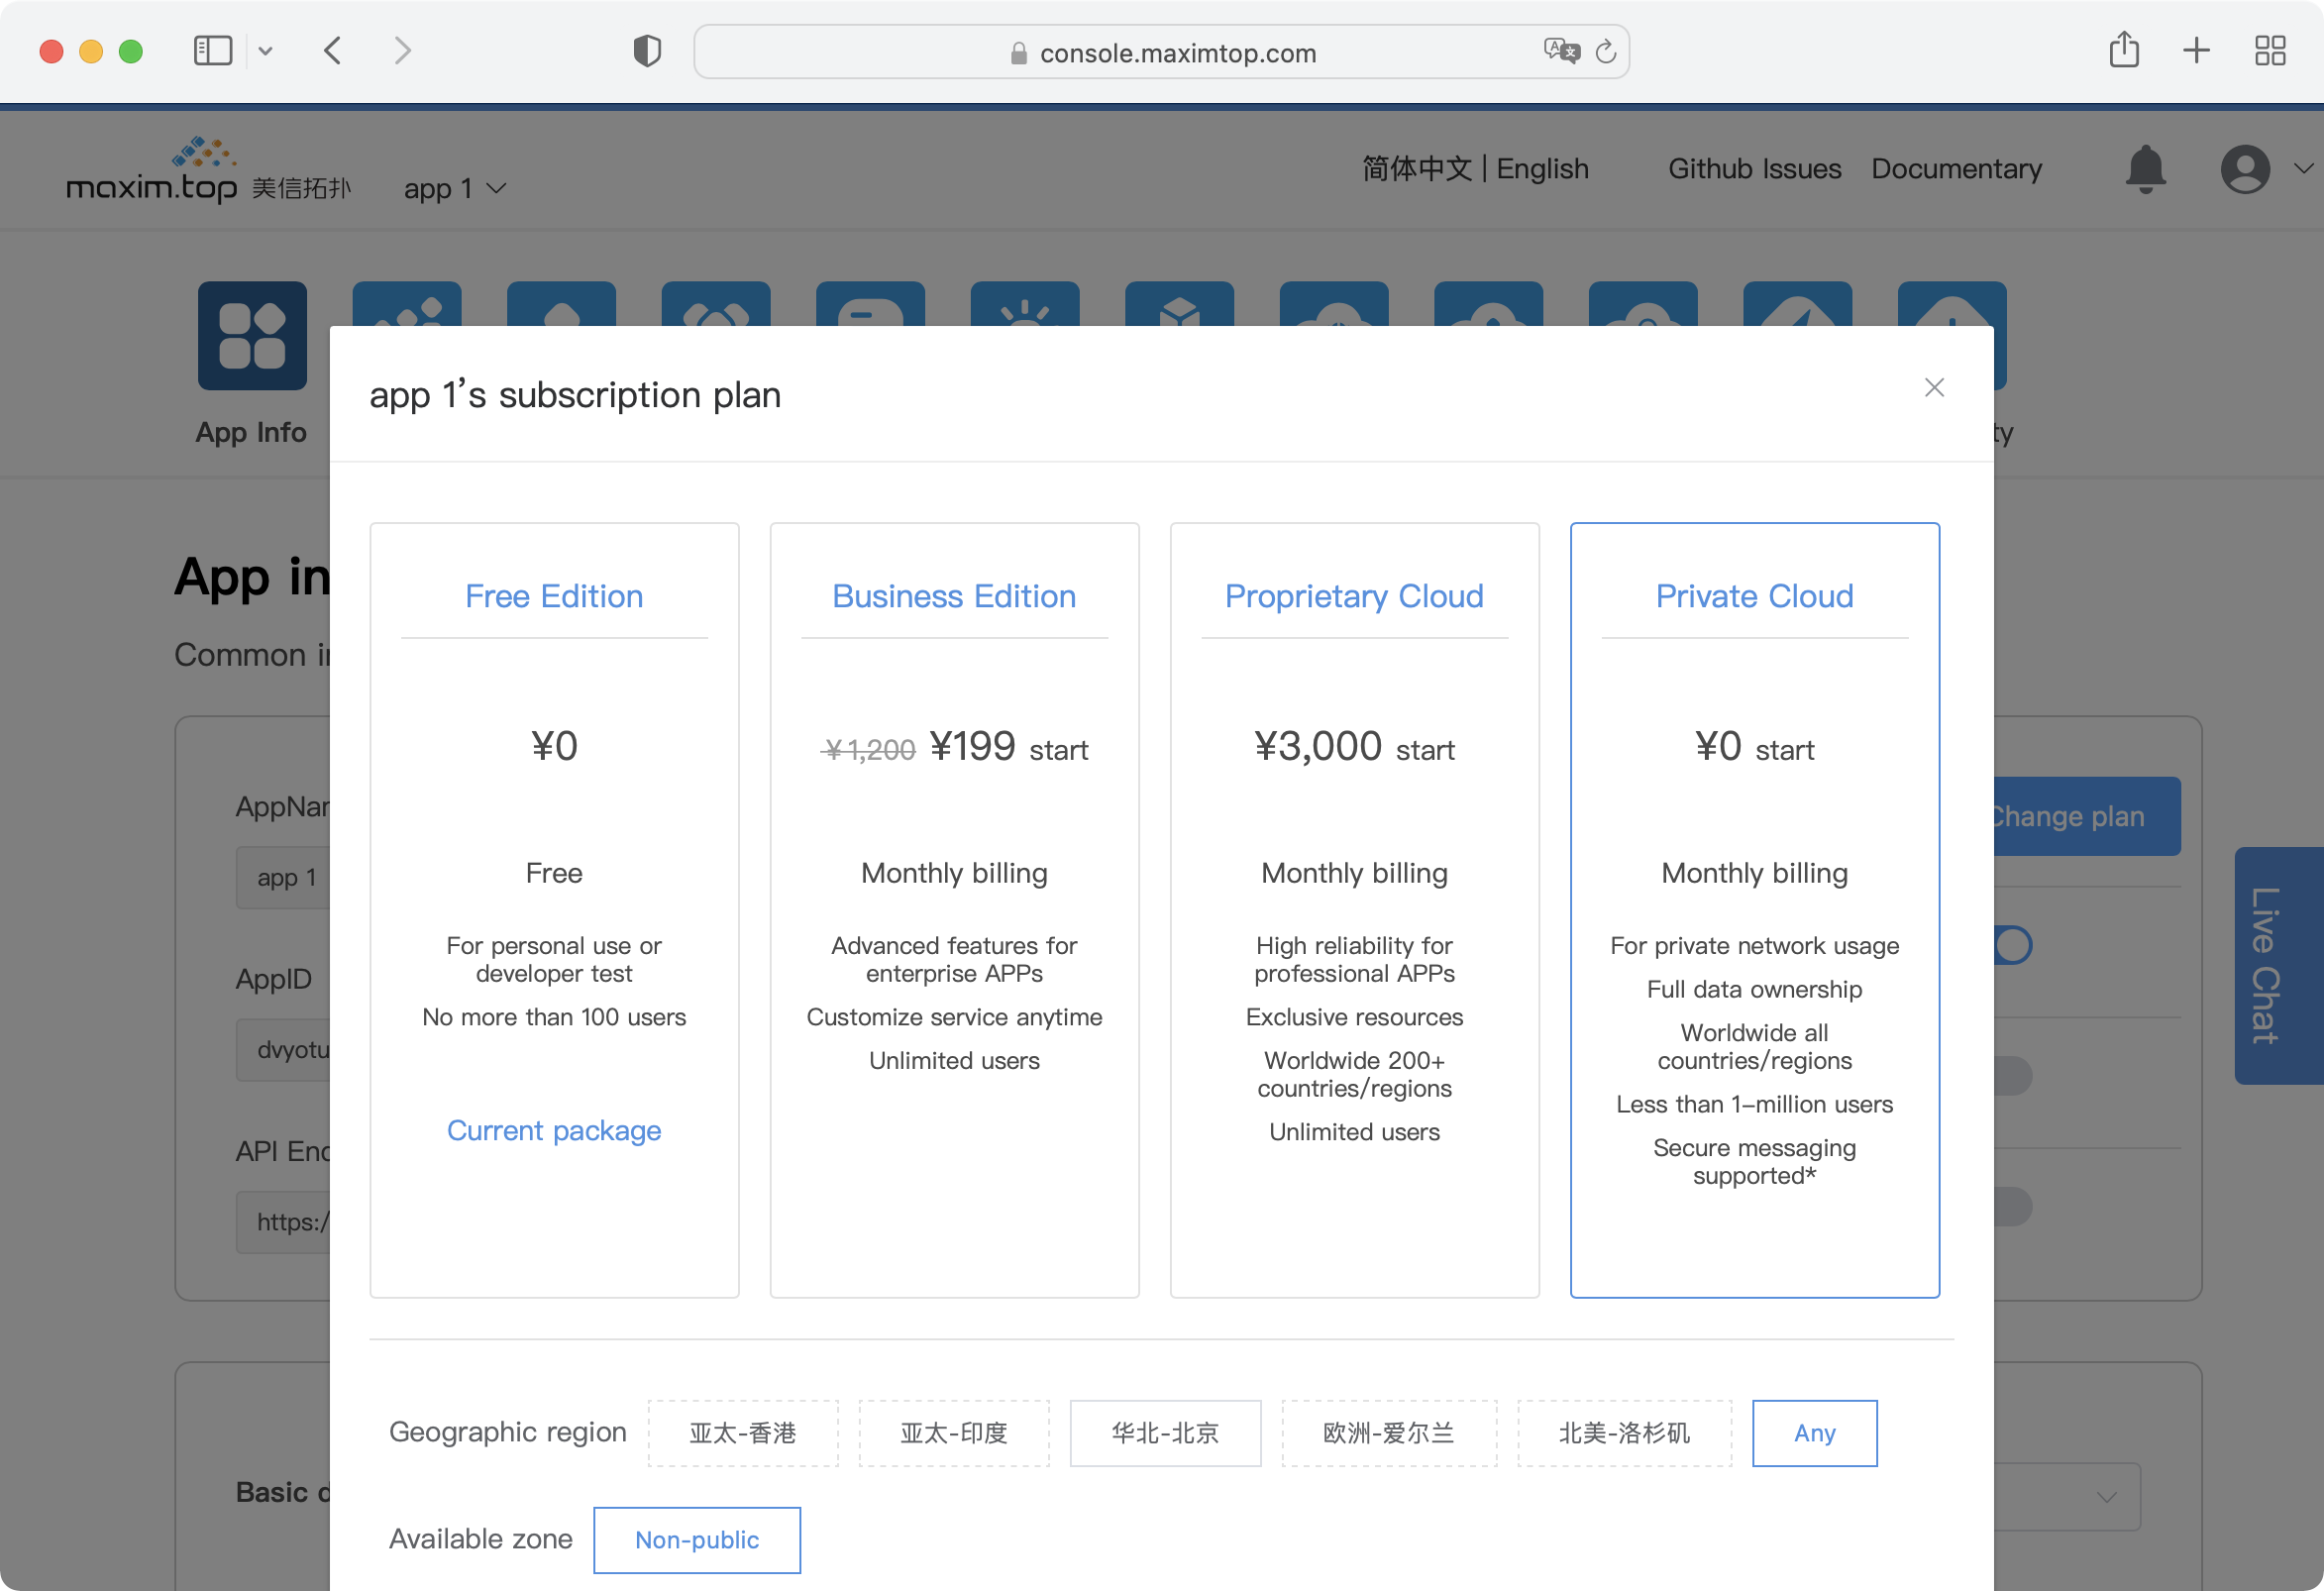 console.maximtop.com
maxim.top 美信拓扑
app 1
简体中文 | English
Github Issues
Documentary
App Info
ty
app 1's subscription plan
App in
Common in
AppNar
app 1
AppID
dvyotu
API End
https:/
Change plan
Live Chat
Free Edition
¥0
Free
For personal use or
developer test
No more than 100 users
Current package
Business Edition
¥1,200 ¥199 start
Monthly billing
Advanced features for
enterprise APPs
Customize service anytime
Unlimited users
Proprietary Cloud
¥3,000 start
Monthly billing
High reliability for
professional APPs
Exclusive resources
Worldwide 200+
countries/regions
Unlimited users
Private Cloud
¥0 start
Monthly billing
For private network usage
Full data ownership
Worldwide all
countries/regions
Less than 1-million users
Secure messaging
supported*
Geographic region
亚太-香港
亚太-印度
华北-北京
欧洲-爱尔兰
北美-洛杉矶
Any
Basic d
Available zone
Non-public